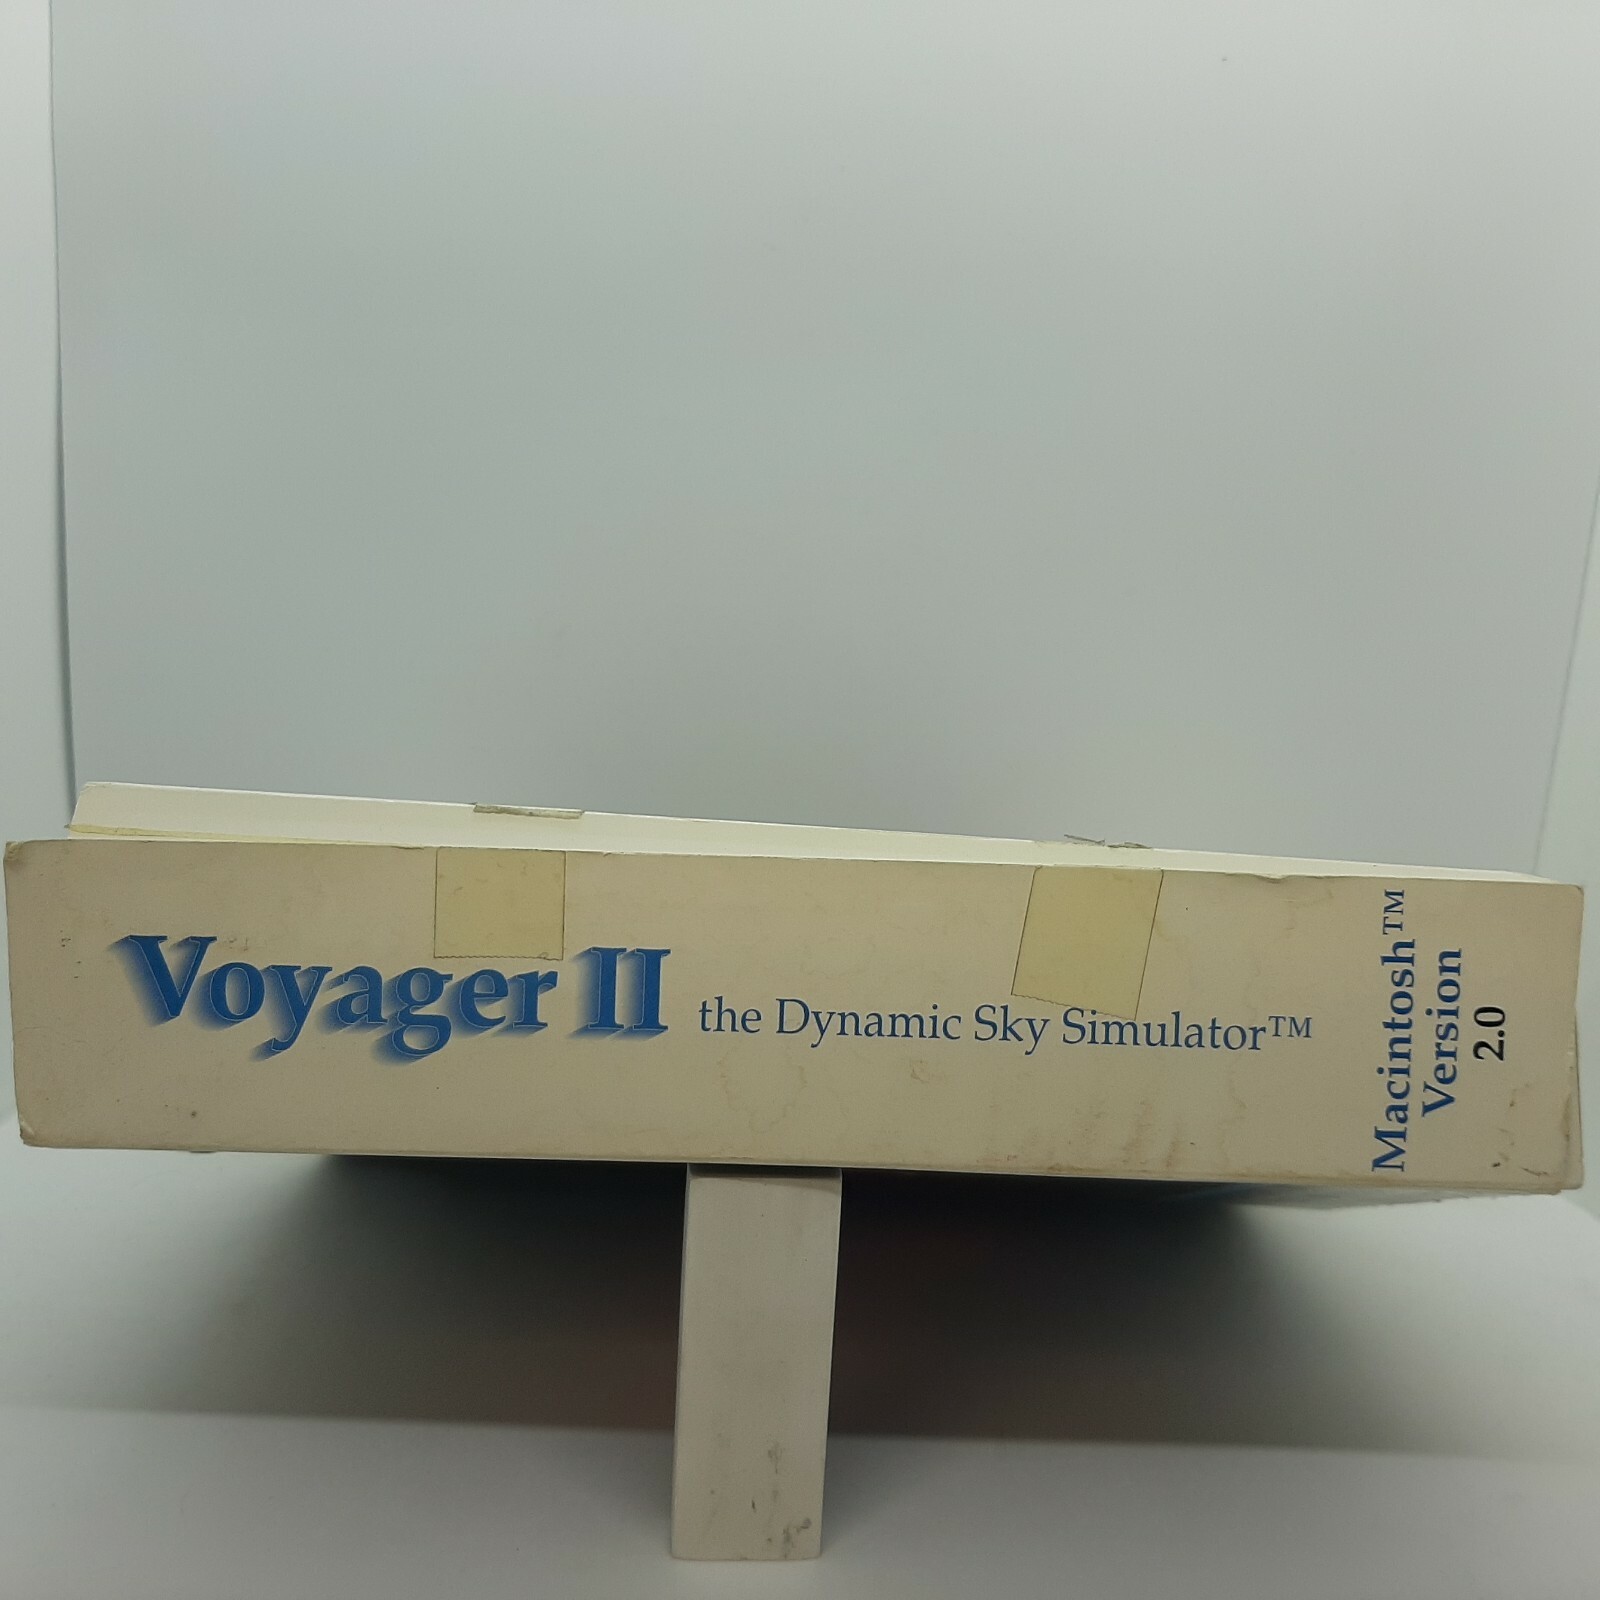 Voyager II the Dynamic Sky Simulator™
Macintosh™
Version
2.0